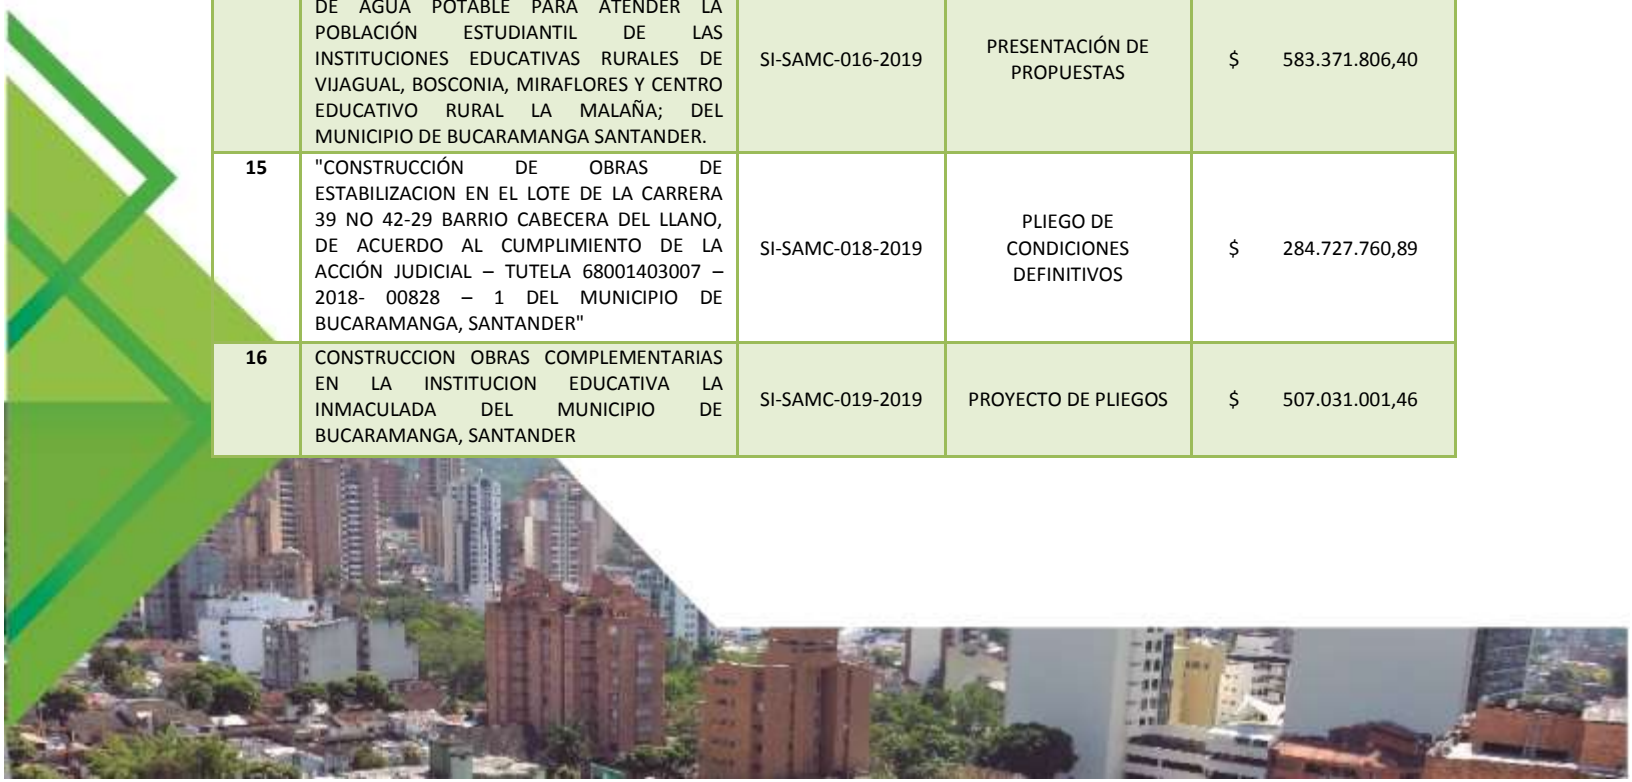 DE AGUA POTABLE PARA ATENDER LA
POBLACIÓN ESTUDIANTIL DE LAS
INSTITUCIONES EDUCATIVAS RURALES DE
VIJAGUAL, BOSCONIA, MIRAFLORES Y CENTRO
EDUCATIVO RURAL LA MALAÑA; DEL
MUNICIPIO DE BUCARAMANGA SANTANDER.
SI-SAMC-016-2019
PRESENTACIÓN DE
PROPUESTAS
$ 583.371.806,40
15
"CONSTRUCCIÓN DE OBRAS DE
ESTABILIZACION EN EL LOTE DE LA CARRERA
39 NO 42-29 BARRIO CABECERA DEL LLANO,
DE ACUERDO AL CUMPLIMIENTO DE LA
ACCIÓN JUDICIAL – TUTELA 68001403007 –
2018- 00828 – 1 DEL MUNICIPIO DE
BUCARAMANGA, SANTANDER"
SI-SAMC-018-2019
PLIEGO DE
CONDICIONES
DEFINITIVOS
$ 284.727.760,89
16
CONSTRUCCION OBRAS COMPLEMENTARIAS
EN LA INSTITUCION EDUCATIVA LA
INMACULADA DEL MUNICIPIO DE
BUCARAMANGA, SANTANDER
SI-SAMC-019-2019
PROYECTO DE PLIEGOS
$ 507.031.001,46